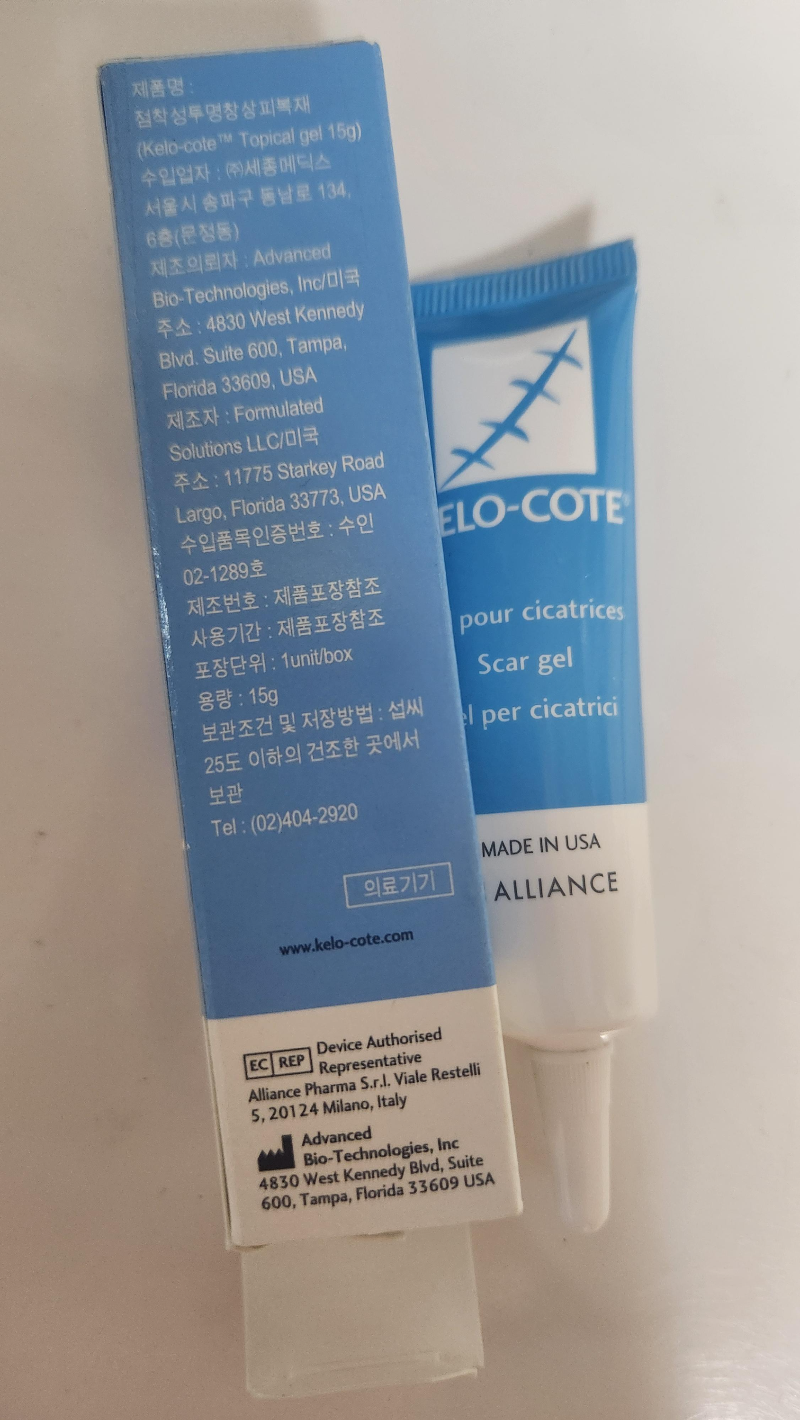 제품명 :
점착성투명창상피복재
(Kelo-cote™ Topical gel 15g)
수입업자 : ㈜세종메딕스
서울시 송파구 동남로 134,
6층(문정동)
제조의뢰자 : Advanced
Bio-Technologies, Inc/미국
주소 : 4830 West Kennedy
Blvd. Suite 600, Tampa,
Florida 33609, USA
제조자 : Formulated
Solutions LLC/미국
주소 : 11775 Starkey Road
Largo, Florida 33773, USA
수입품목인증번호 : 수인
02-1289호
제조번호 : 제품포장참조
사용기간 : 제품포장참조
포장단위 : 1unit/box
용량 : 15g
보관조건 및 저장방법 : 섭씨
25도 이하의 건조한 곳에서
보관
Tel : (02)404-2920
의료기기
www.kelo-cote.com
EC REP Device Authorised
Representative
Alliance Pharma S.r.l. Viale Restelli
5, 20124 Milano, Italy
Advanced
Bio-Technologies, Inc
4830 West Kennedy Blvd, Suite
600, Tampa, Florida 33609 USA
ELO-COTE®
pour cicatrices
Scar gel
el per cicatrici
MADE IN USA
ALLIANCE